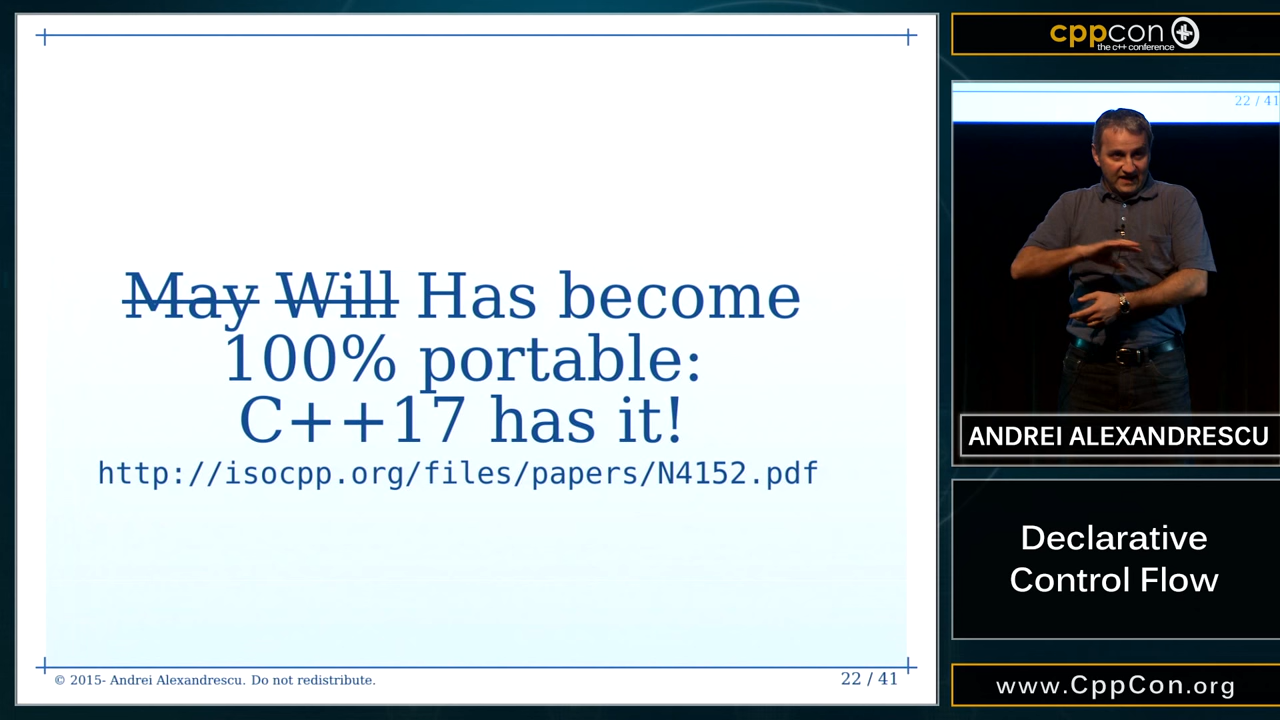 May Will Has become
100% portable:
C++17 has it!
http://isocpp.org/files/papers/N4152.pdf
© 2015- Andrei Alexandrescu. Do not redistribute.
22 / 41
cppcon
the c++ conference
22 / 41
ANDREI ALEXANDRESCU
Declarative
Control Flow
www.CppCon.org